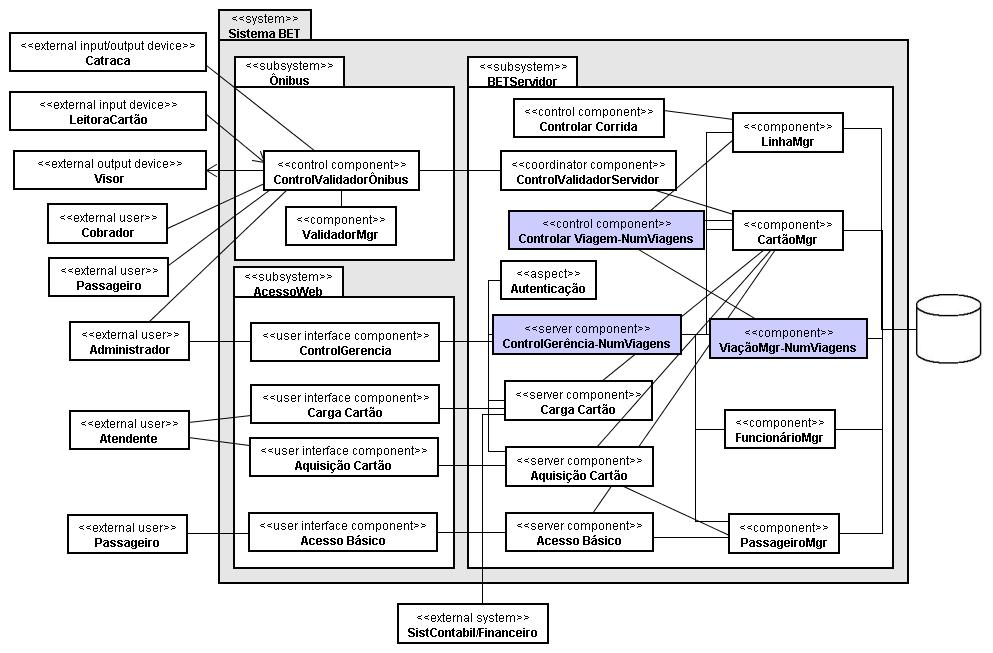 <<system>>
Sistema BET
<<external input/output device>>
Catraca
<<external input device>>
LeitoraCartão
<<external output device>>
Visor
<<external user>>
Cobrador
<<external user>>
Passageiro
<<external user>>
Administrador
<<external user>>
Atendente
<<external user>>
Passageiro
<<subsystem>>
Ônibus
<<control component>>
ControlValidadorÔnibus
<<component>>
ValidadorMgr
<<subsystem>>
AcessoWeb
<<user interface component>>
ControlGerencia
<<user interface component>>
Carga Cartão
<<user interface component>>
Aquisição Cartão
<<user interface component>>
Acesso Básico
<<subsystem>>
BETServidor
<<control component>>
Controlar Corrida
<<coordinator component>>
ControlValidadorServidor
<<control component>>
Controlar Viagem-NumViagens
<<aspect>>
Autenticação
<<server component>>
ControlGerência-NumViagens
<<server component>>
Carga Cartão
<<server component>>
Aquisição Cartão
<<server component>>
Acesso Básico
<<component>>
LinhaMgr
<<component>>
CartãoMgr
<<component>>
ViaçãoMgr-NumViagens
<<component>>
FuncionárioMgr
<<component>>
PassageiroMgr
<<external system>>
SistContabil/Financeiro